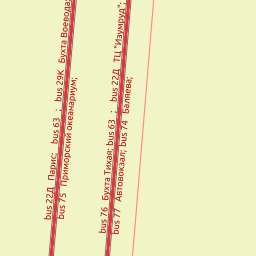 bus 22Д   Парис;   bus 63   ;   bus 29К   Бухта Воевода;
bus 75   Приморский океанариум;
bus 76   Бухта Тихая; bus 63   ;   bus 22Д   ТЦ "Изумруд";
bus 77   Автовокзал; bus 74   Баляева;